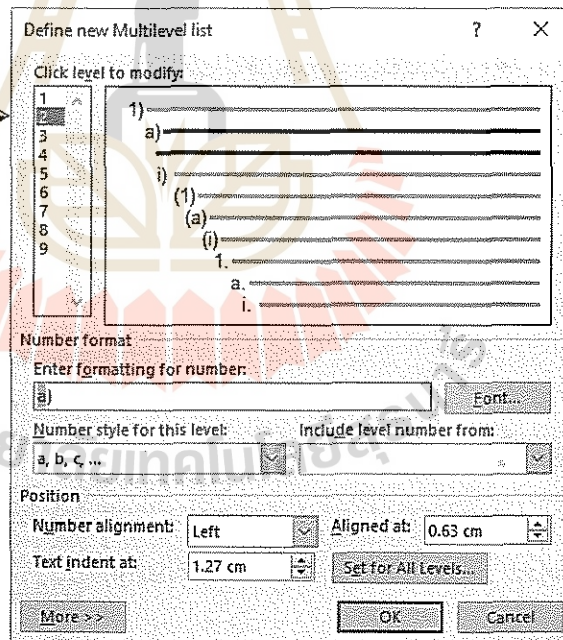 Define new Multilevel list ? ×
Click level to modify:
1
2
3
4
5
6
7
8
9
1)
a)
i)
(1)
(a)
(i)
1.
a.
i.
Number format
Enter formatting for number:
a)
Font...
Number style for this level: Include level number from:
a, b, c, ...
Position
Number alignment: Left Aligned at: 0.63 cm
Text indent at: 1.27 cm Set for All Levels...
More >> OK Cancel